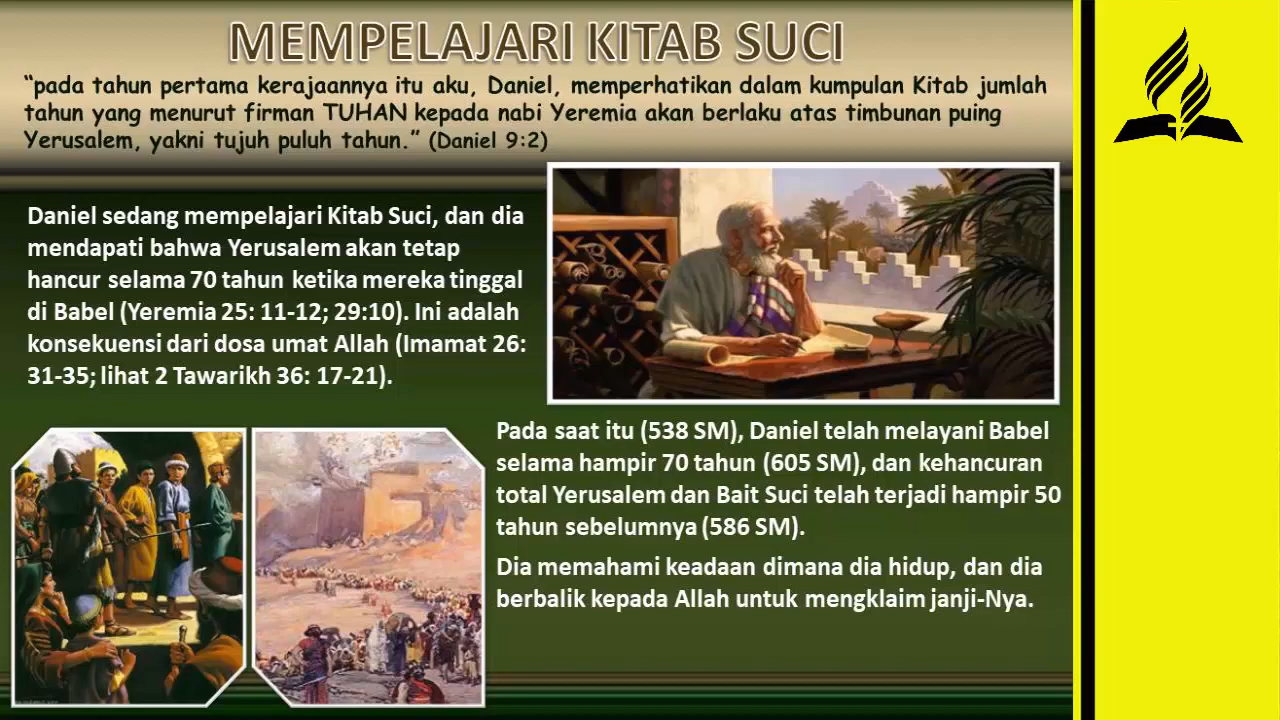 MEMPELAJARI KITAB SUCI
“pada tahun pertama kerajaannya itu aku, Daniel, memperhatikan dalam kumpulan Kitab jumlah
tahun yang menurut firman TUHAN kepada nabi Yeremia akan berlaku atas timbunan puing
Yerusalem, yakni tujuh puluh tahun.” (Daniel 9:2)
Daniel sedang mempelajari Kitab Suci, dan dia
mendapati bahwa Yerusalem akan tetap
hancur selama 70 tahun ketika mereka tinggal
di Babel (Yeremia 25: 11-12; 29:10). Ini adalah
konsekuensi dari dosa umat Allah (Imamat 26:
31-35; lihat 2 Tawarikh 36: 17-21).
Pada saat itu (538 SM), Daniel telah melayani Babel
selama hampir 70 tahun (605 SM), dan kehancuran
total Yerusalem dan Bait Suci telah terjadi hampir 50
tahun sebelumnya (586 SM).
Dia memahami keadaan dimana dia hidup, dan dia
berbalik kepada Allah untuk mengklaim janji-Nya.